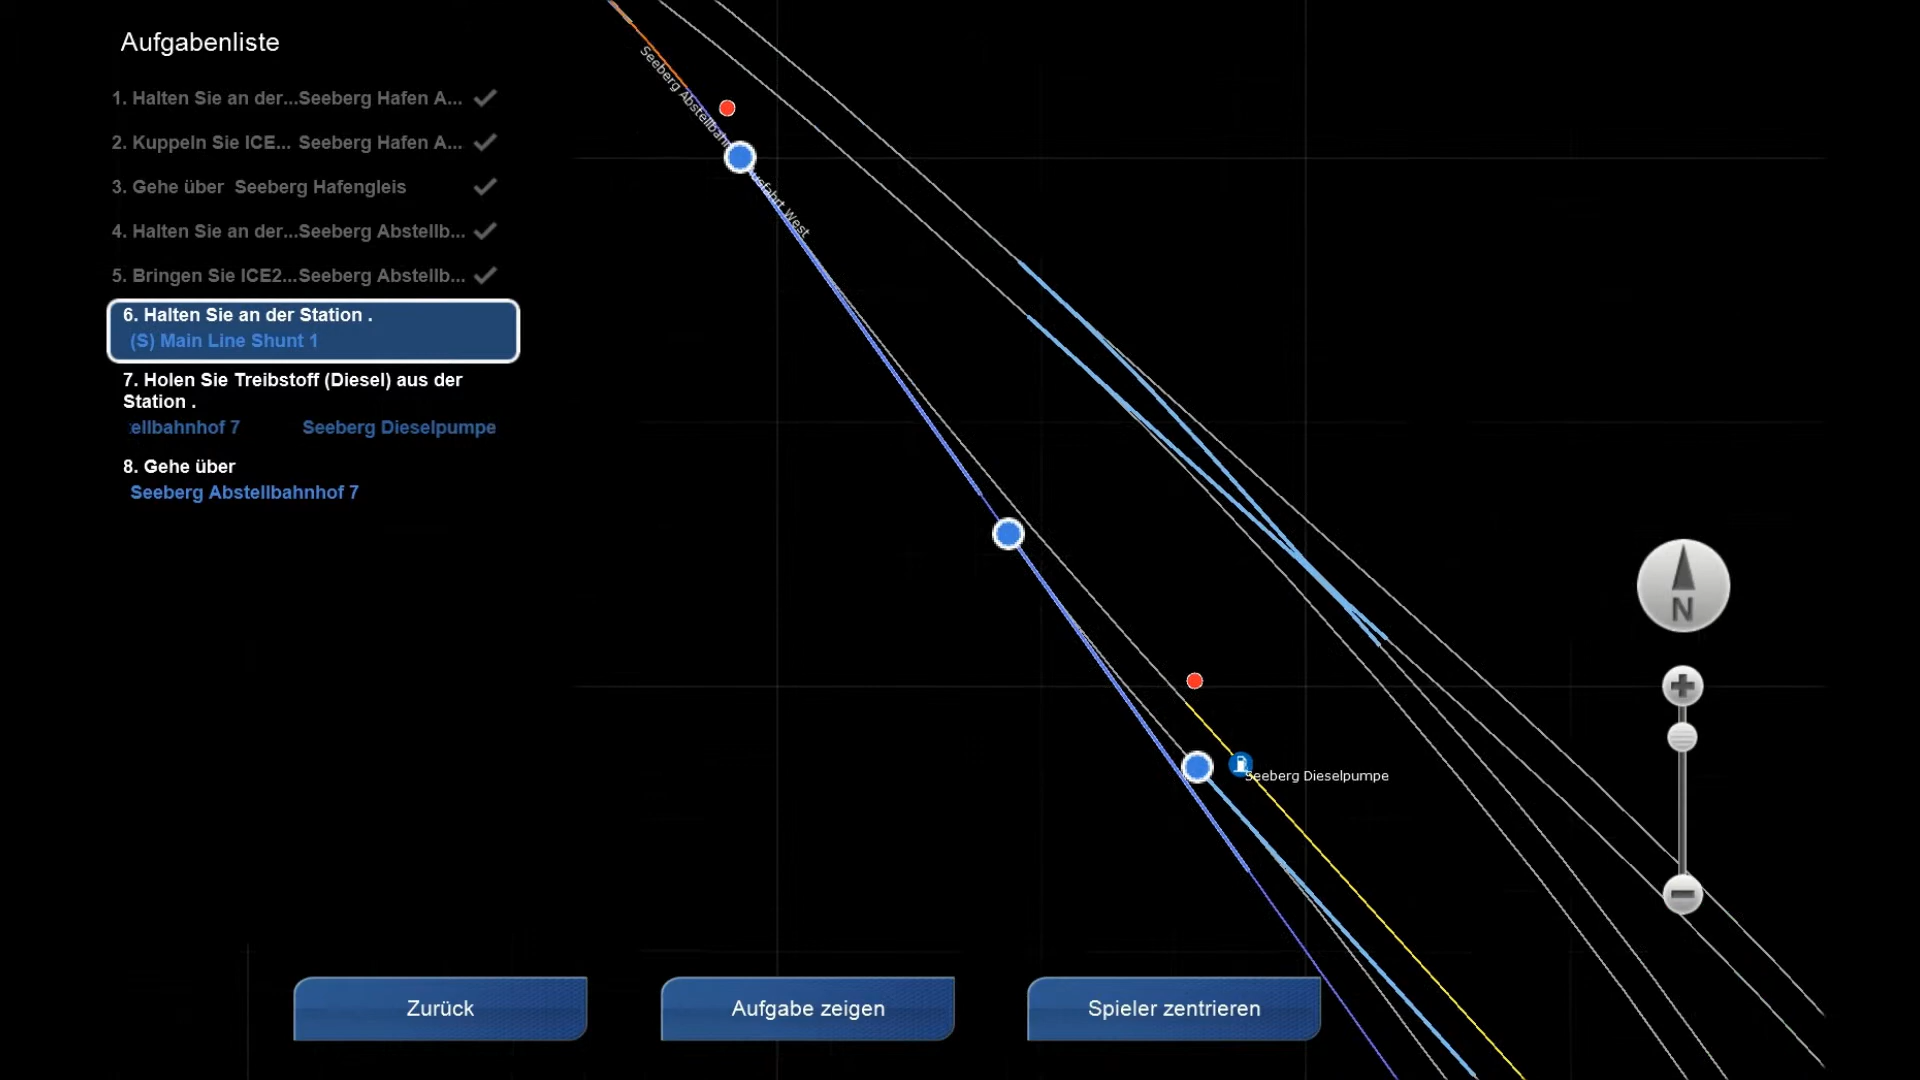 Aufgabenliste
1. Halten Sie an der...Seeberg Hafen A...
2. Kuppeln Sie ICE... Seeberg Hafen A...
3. Gehe über Seeberg Hafengleis
4. Halten Sie an der...Seeberg Abstellb...
5. Bringen Sie ICE2...Seeberg Abstellb...
6. Halten Sie an der Station .
(S) Main Line Shunt 1
7. Holen Sie Treibstoff (Diesel) aus der
Station .
ellbahnhof 7 Seeberg Dieselpumpe
8. Gehe über
Seeberg Abstellbahnhof 7
Seeberg Abstellbahn
usfahrt West
Seeberg Dieselpumpe
N
Zurück
Aufgabe zeigen
Spieler zentrieren